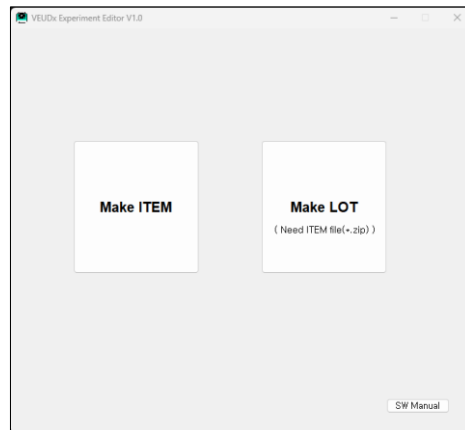 VEUDx Experiment Editor V1.0
Make ITEM
Make LOT
( Need ITEM file(*.zip) )
SW Manual